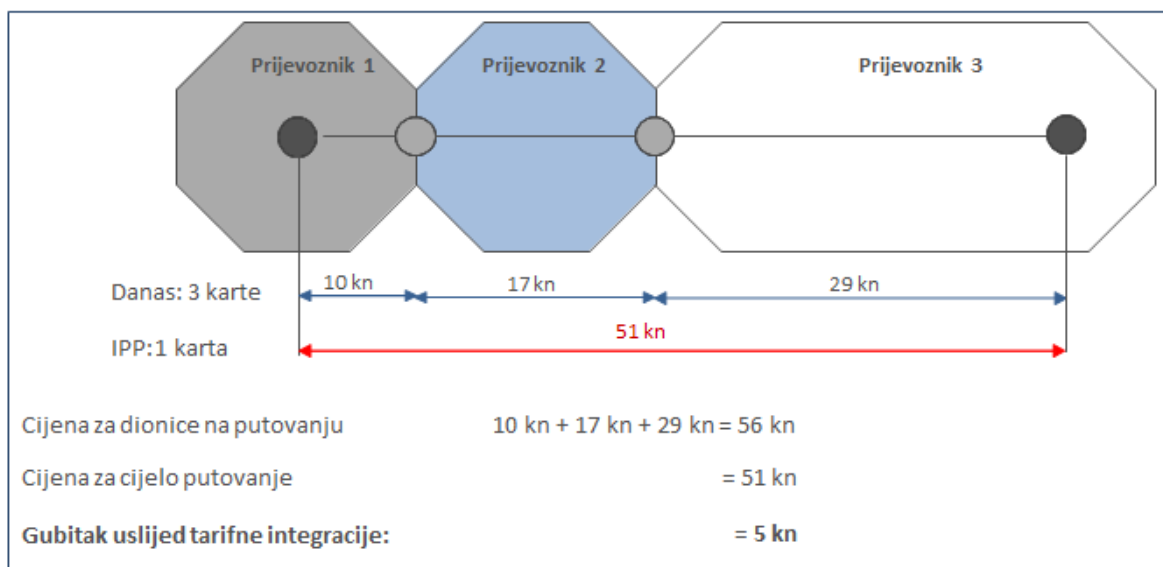 Prijevoznik 1 Prijevoznik 2 Prijevoznik 3
Danas: 3 karte 10 kn 17 kn 29 kn
IPP:1 karta 51 kn
Cijena za dionice na putovanju 10 kn + 17 kn + 29 kn = 56 kn
Cijena za cijelo putovanje = 51 kn
Gubitak uslijed tarifne integracije: = 5 kn